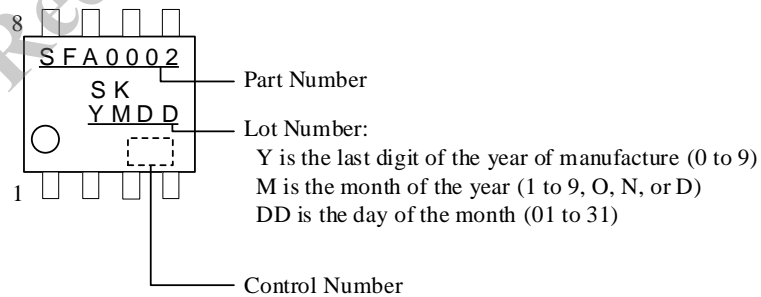 8
SFA0002
SK
YMDD
1
Part Number
Lot Number:
Y is the last digit of the year of manufacture (0 to 9)
M is the month of the year (1 to 9, O, N, or D)
DD is the day of the month (01 to 31)
Control Number